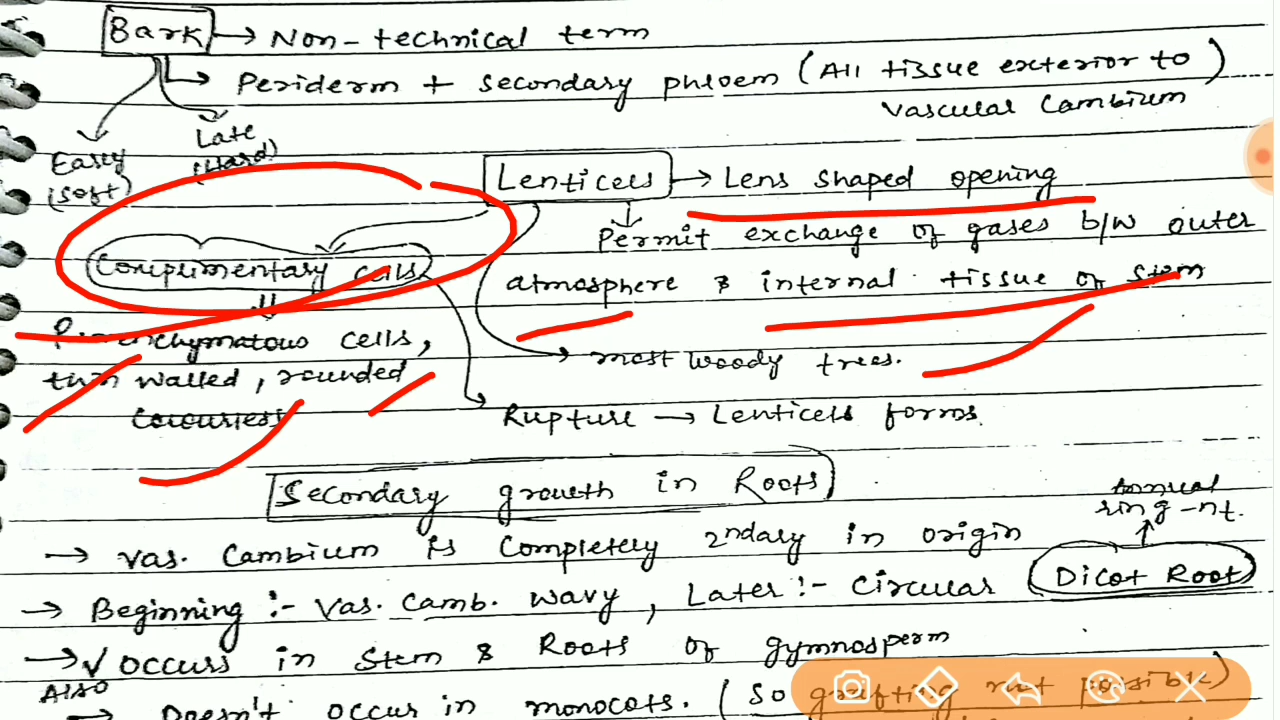 Bark → Non-technical term
→ Periderm + secondary phloem (All tissue exterior to
vascular Cambium
Early (soft)
Late (Hard)
Lenticels → Lens shaped opening
Permit exchange of gases b/w outer
Complimentary cells
atmosphere & internal tissue of stem
Parenchymatous cells,
→ most woody trees.
thin walled, rounded
colourless
Rupture → Lenticels forms.
Secondary growth in Roots
Annual
ring - nt.
→ vas. Cambium is completely 2ndary in origin
Dicot Root
→ Beginning :- Vas. Camb. wavy, Later :- Circular
→ ✓ occurs in stem & Roots of gymnosperm
Also
→ Doesn't occur in monocots. (So grafting not possible)